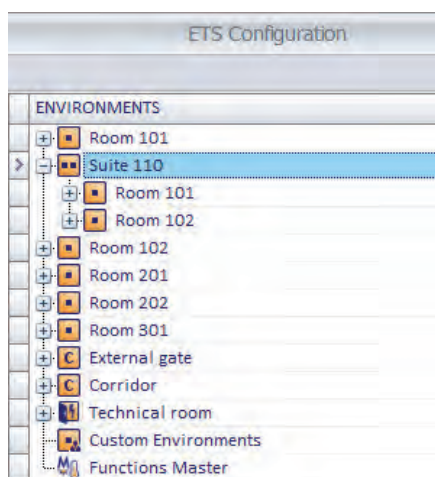 ETS Configuration
ENVIRONMENTS
Room 101
Suite 110
Room 101
Room 102
Room 102
Room 201
Room 202
Room 301
C External gate
C Corridor
Technical room
Custom Environments
Functions Master